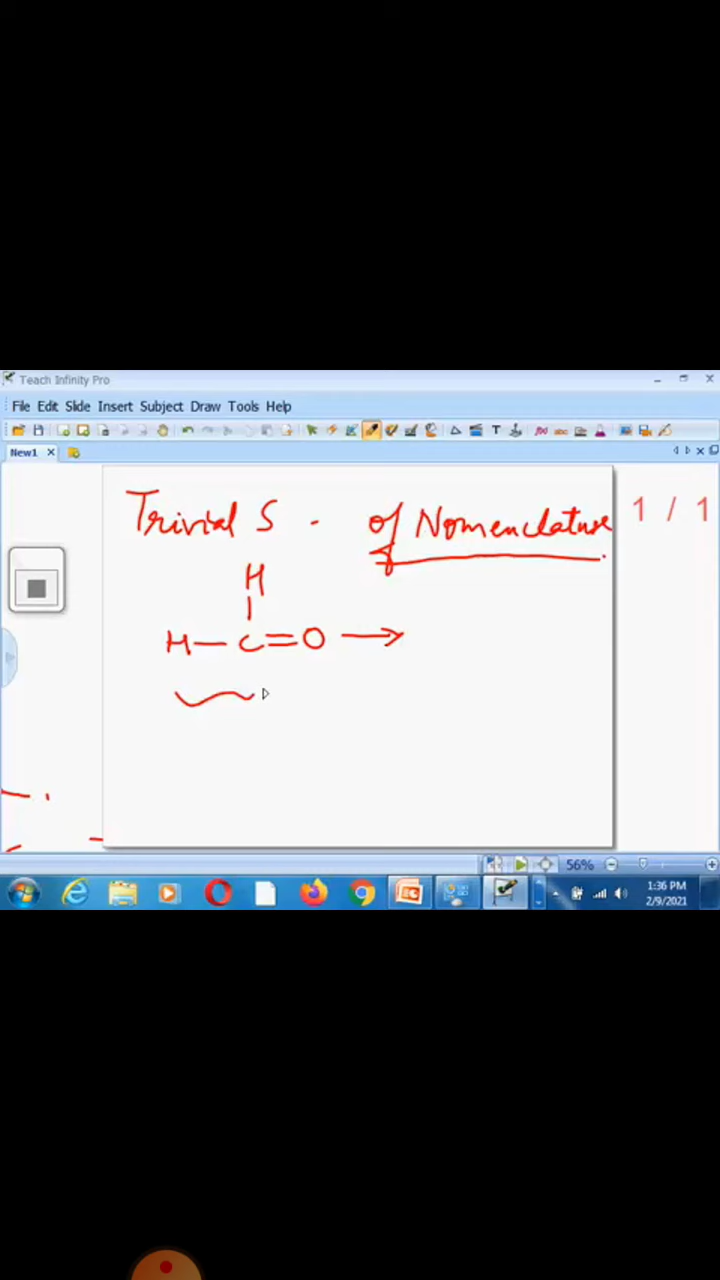 Teach Infinity Pro
File Edit Slide Insert Subject Draw Tools Help
New1
Trivial S - of Nomenclature.
1 / 1
H
H—C=O →
56%
1:36 PM
2/9/2021